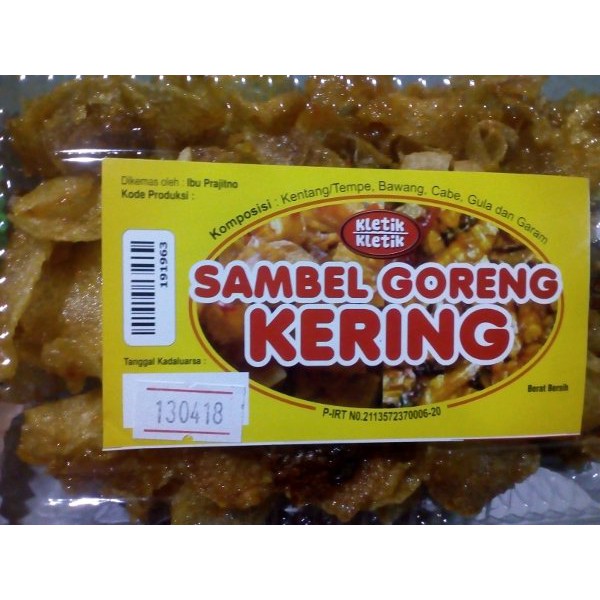 Dikemas oleh : Ibu Prajitno
Kode Produksi :
Komposisi : Kentang/Tempe, Bawang, Cabe, Gula dan Garam
Kletik
Kletik
SAMBEL GORENG
KERING
191963
Tanggal Kadaluarsa :
130418
Berat Bersih
P-IRT NO.2113572370006-20